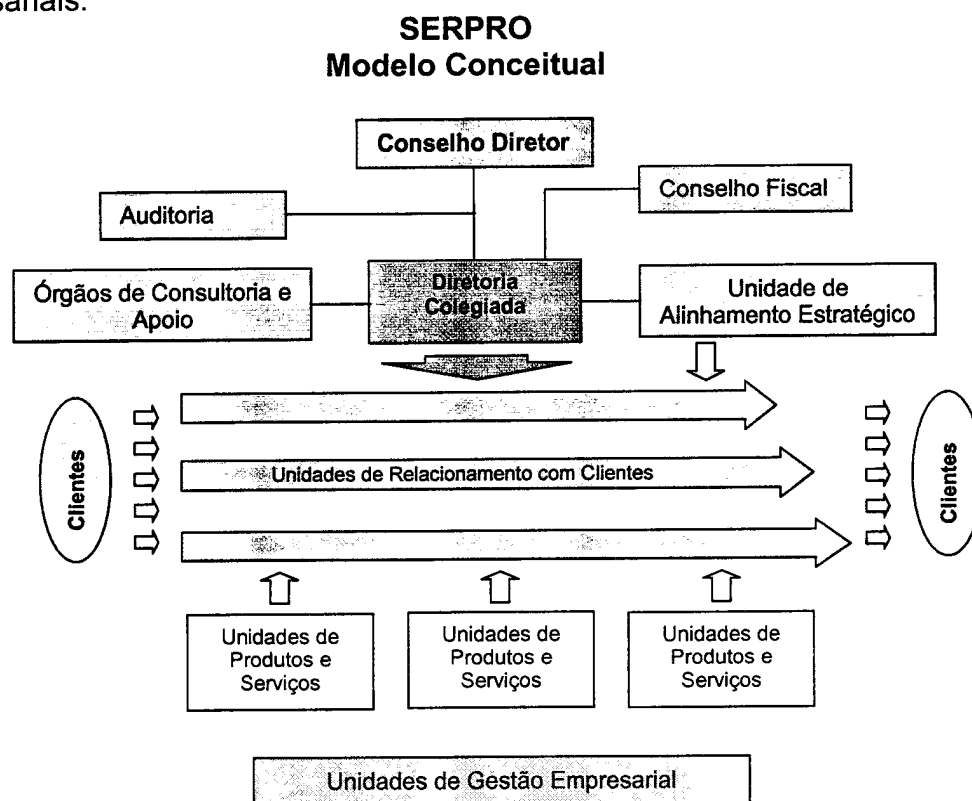 SERPRO
Modelo Conceitual
Conselho Diretor
Conselho Fiscal
Auditoria
Diretoria
Colegiada
Órgãos de Consultoria e
Apoio
Unidade de
Alinhamento Estratégico
Clientes
Unidades de Relacionamento com Clientes
Clientes
Unidades de
Produtos e
Serviços
Unidades de
Produtos e
Serviços
Unidades de
Produtos e
Serviços
Unidades de Gestão Empresarial